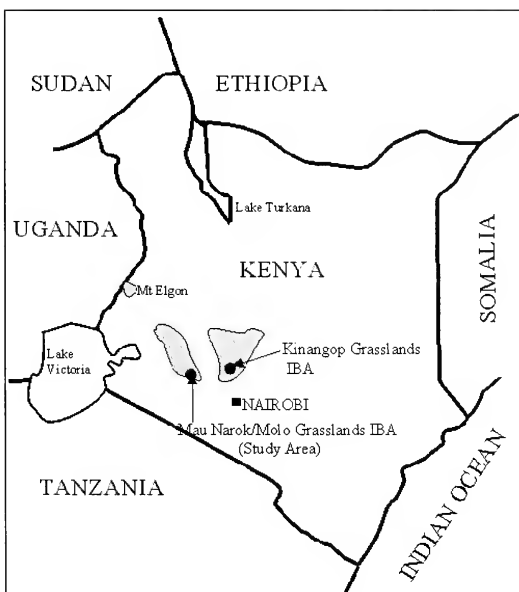 SUDAN
ETHIOPIA
Lake Turkana
UGANDA
KENYA
SOMALIA
Mt Elgon
Lake
Victoria
Kinangop Grasslands
IBA
NAIROBI
Mau Narok/Molo Grasslands IBA
(Study Area)
TANZANIA
INDIAN OCEAN